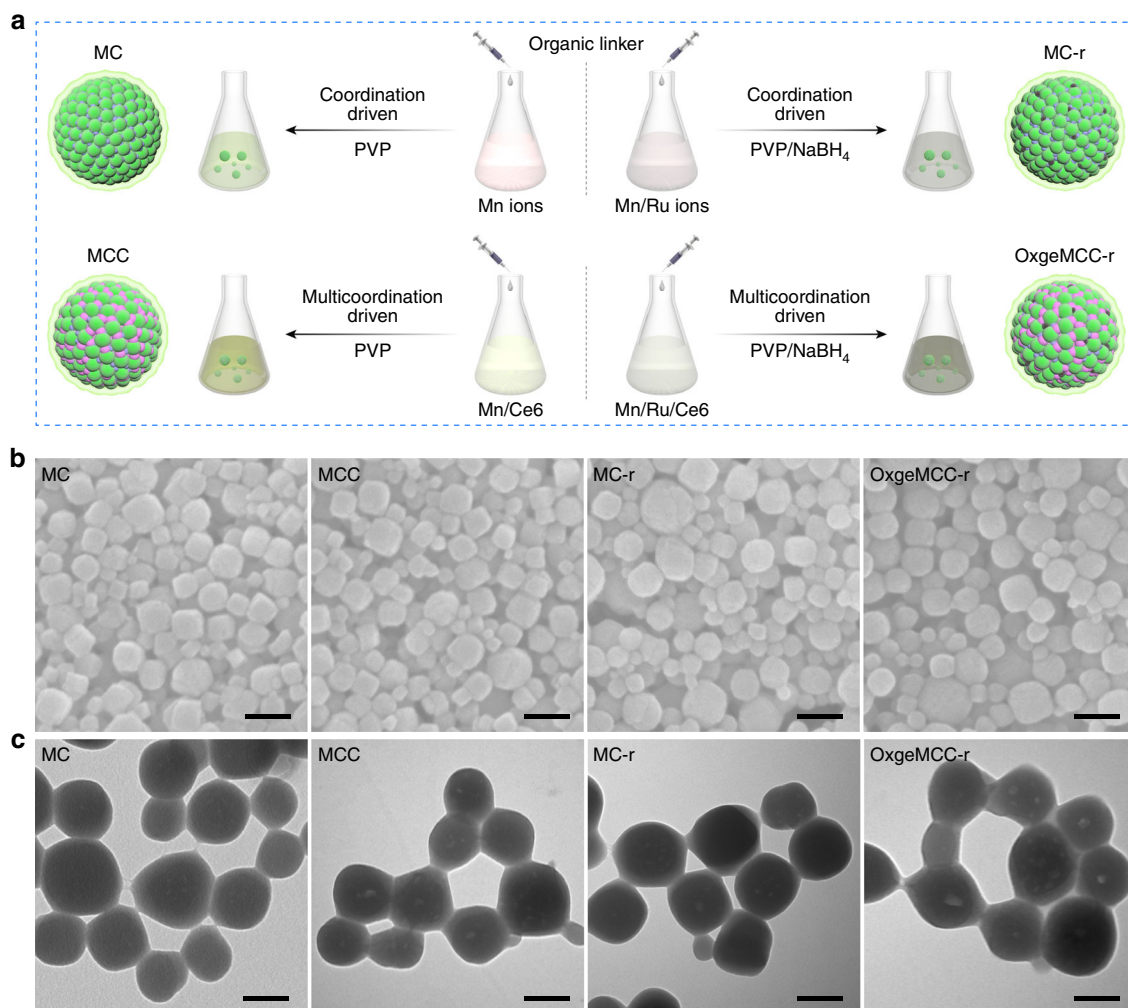 a
Organic linker
MC
Coordination
driven
PVP
Mn ions
Mn/Ru ions
Coordination
driven
PVP/NaBH₄
MC-r
MCC
Multicoordination
driven
PVP
Mn/Ce6
Mn/Ru/Ce6
Multicoordination
driven
PVP/NaBH₄
OxgeMCC-r
b
MC
MCC
MC-r
OxgeMCC-r
c
MC
MCC
MC-r
OxgeMCC-r